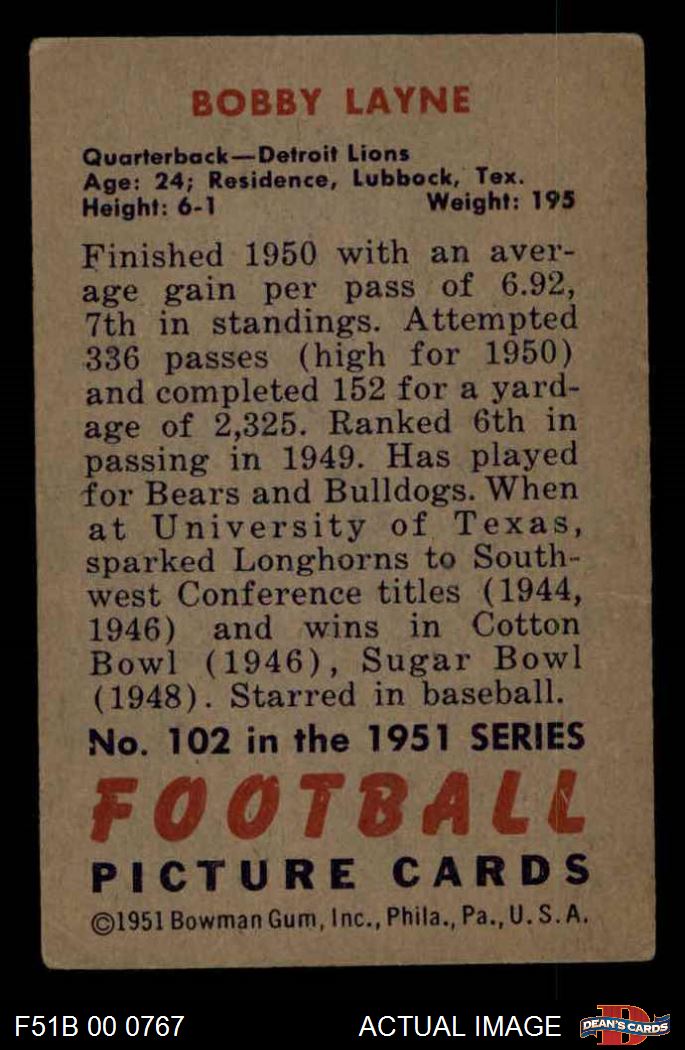 BOBBY LAYNE
Quarterback—Detroit Lions
Age: 24; Residence, Lubbock, Tex.
Height: 6-1 Weight: 195
Finished 1950 with an aver-
age gain per pass of 6.92,
7th in standings. Attempted
336 passes (high for 1950)
and completed 152 for a yard-
age of 2,325. Ranked 6th in
passing in 1949. Has played
for Bears and Bulldogs. When
at University of Texas,
sparked Longhorns to South-
west Conference titles (1944,
1946) and wins in Cotton
Bowl (1946), Sugar Bowl
(1948). Starred in baseball.
No. 102 in the 1951 SERIES
FOOTBALL
PICTURE CARDS
©1951 Bowman Gum, Inc., Phila., Pa., U.S.A.
F51B 00 0767 ACTUAL IMAGE D DEAN'S CARDS